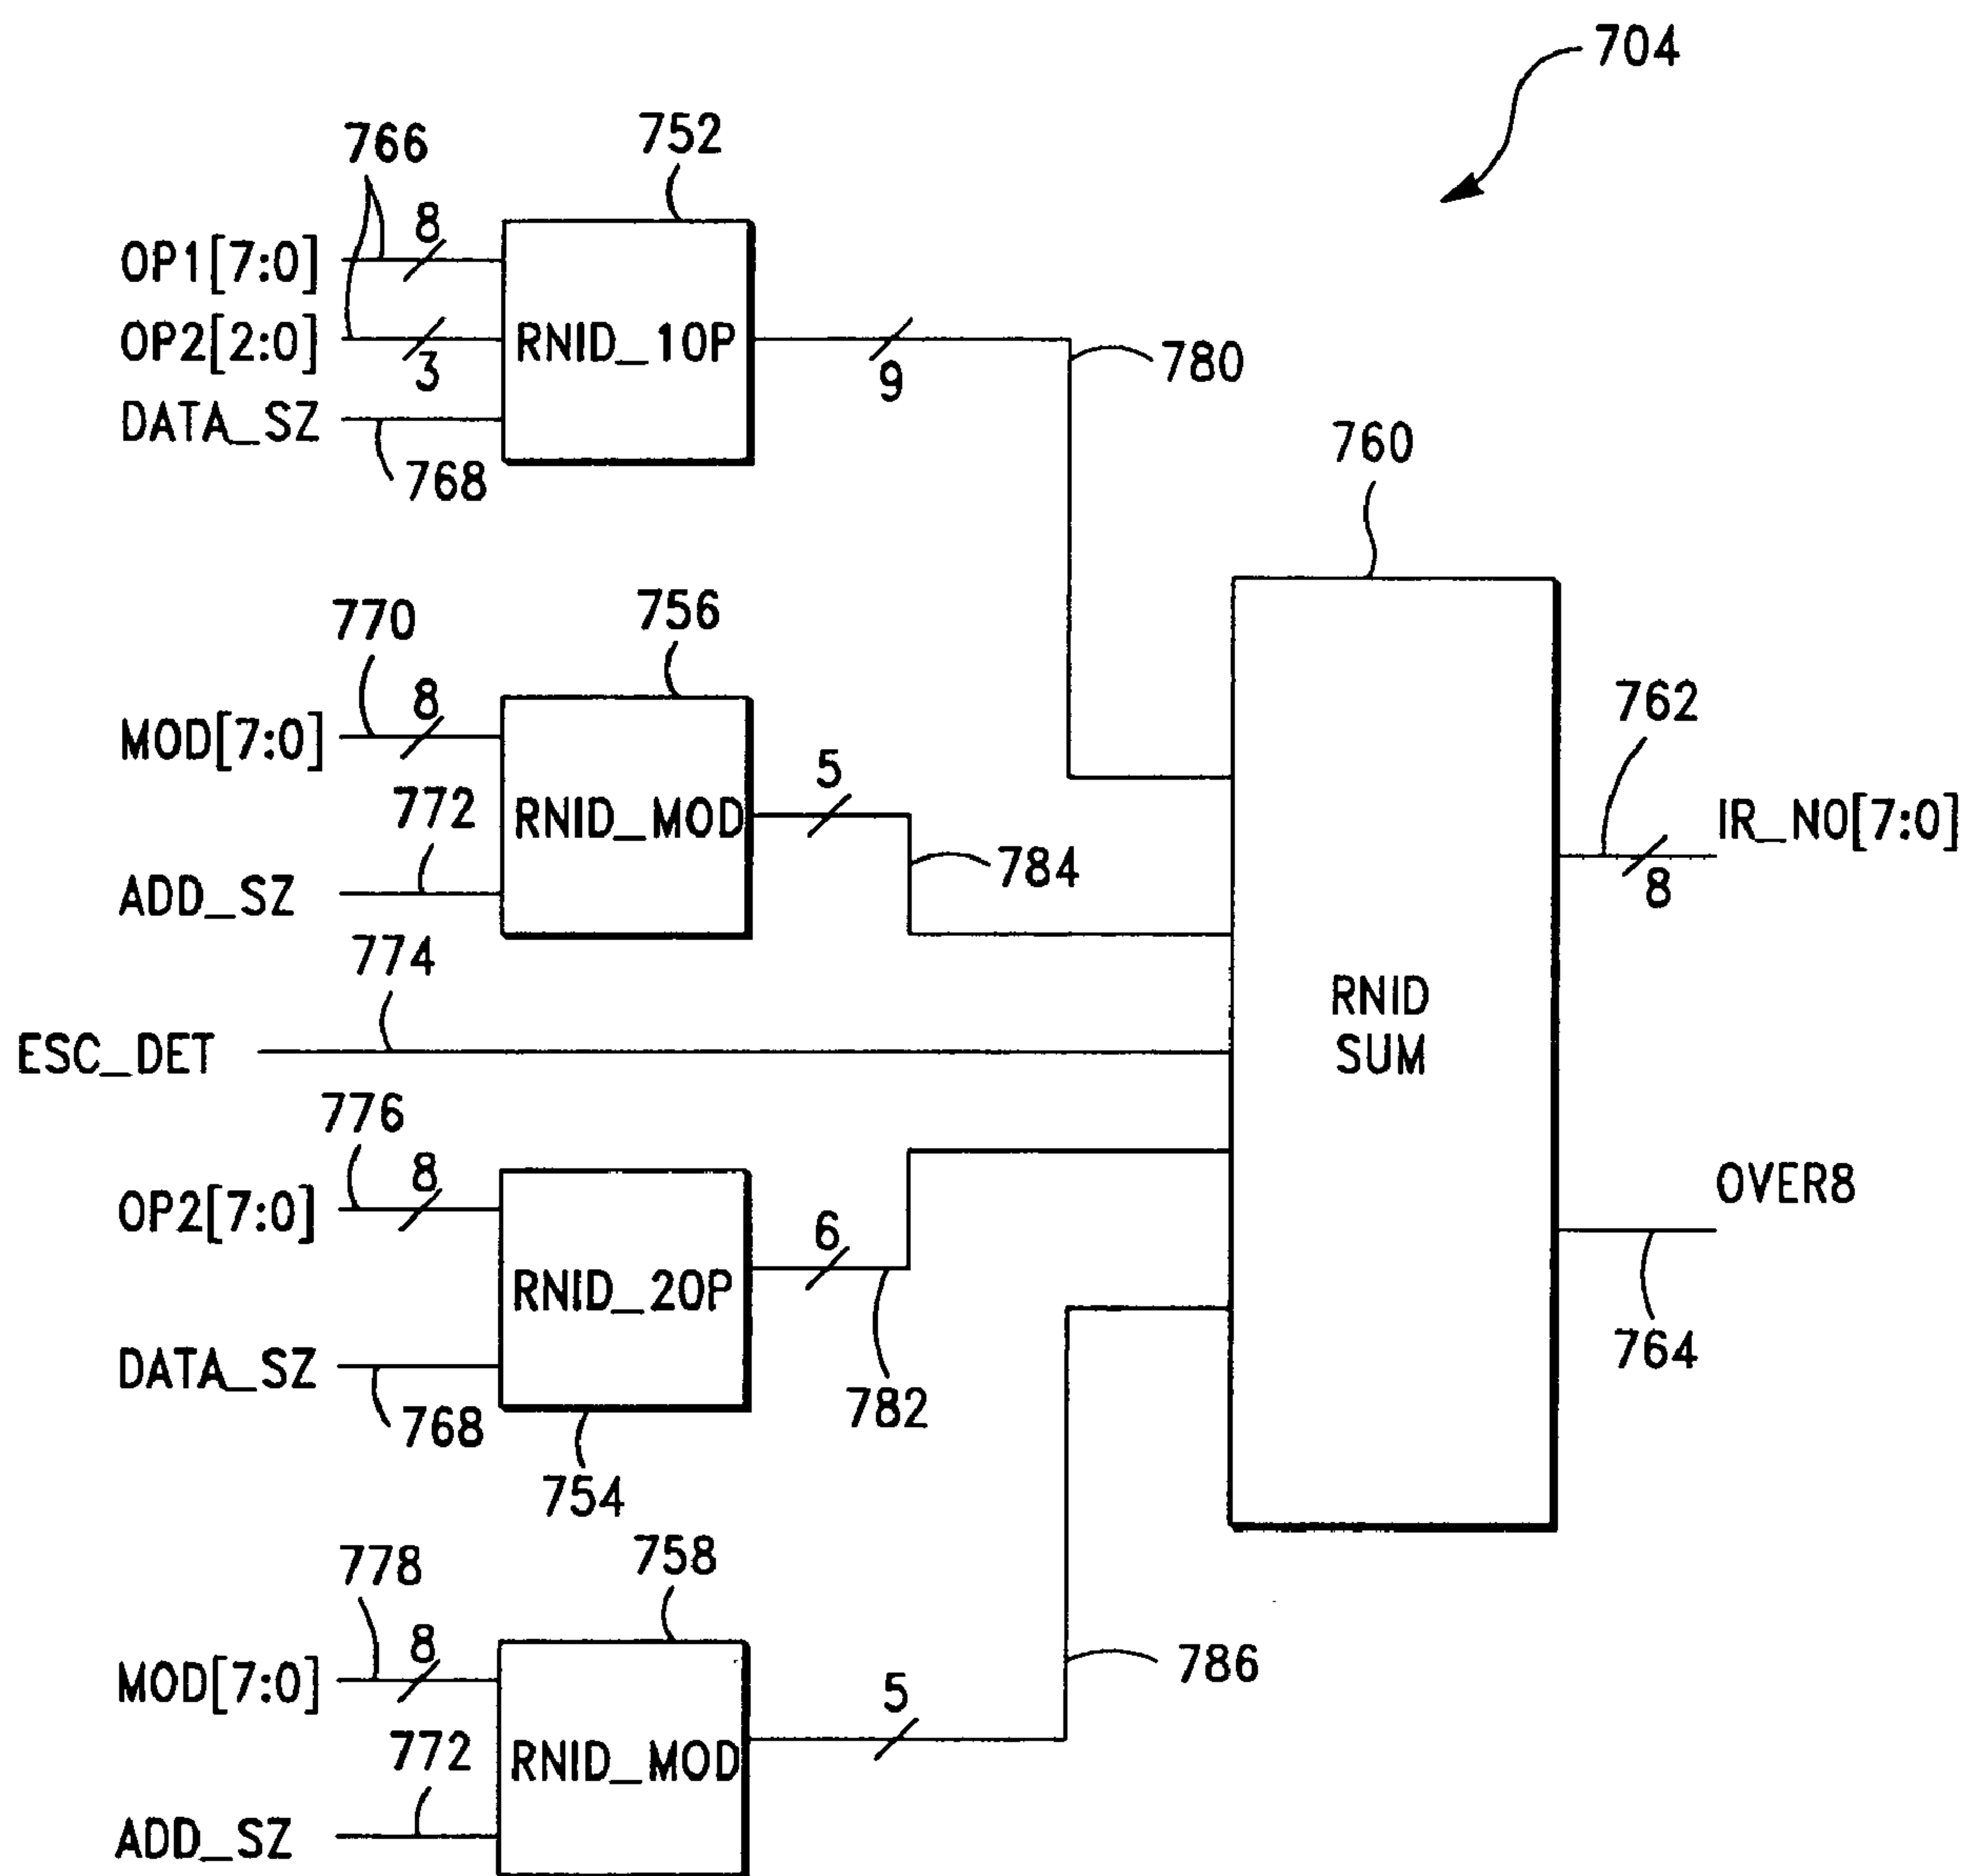 704
752
766
OP1[7:0]
8
OP2[2:0]
3
RNID_1OP
9
780
DATA_SZ
768
760
770
756
MOD[7:0]
8
772
RNID_MOD
5
784
ADD_SZ
762
IR_NO[7:0]
8
774
ESC_DET
RNID
SUM
776
OP2[7:0]
8
RNID_2OP
6
782
DATA_SZ
768
754
OVER8
764
778
758
MOD[7:0]
8
772
RNID_MOD
5
786
ADD_SZ